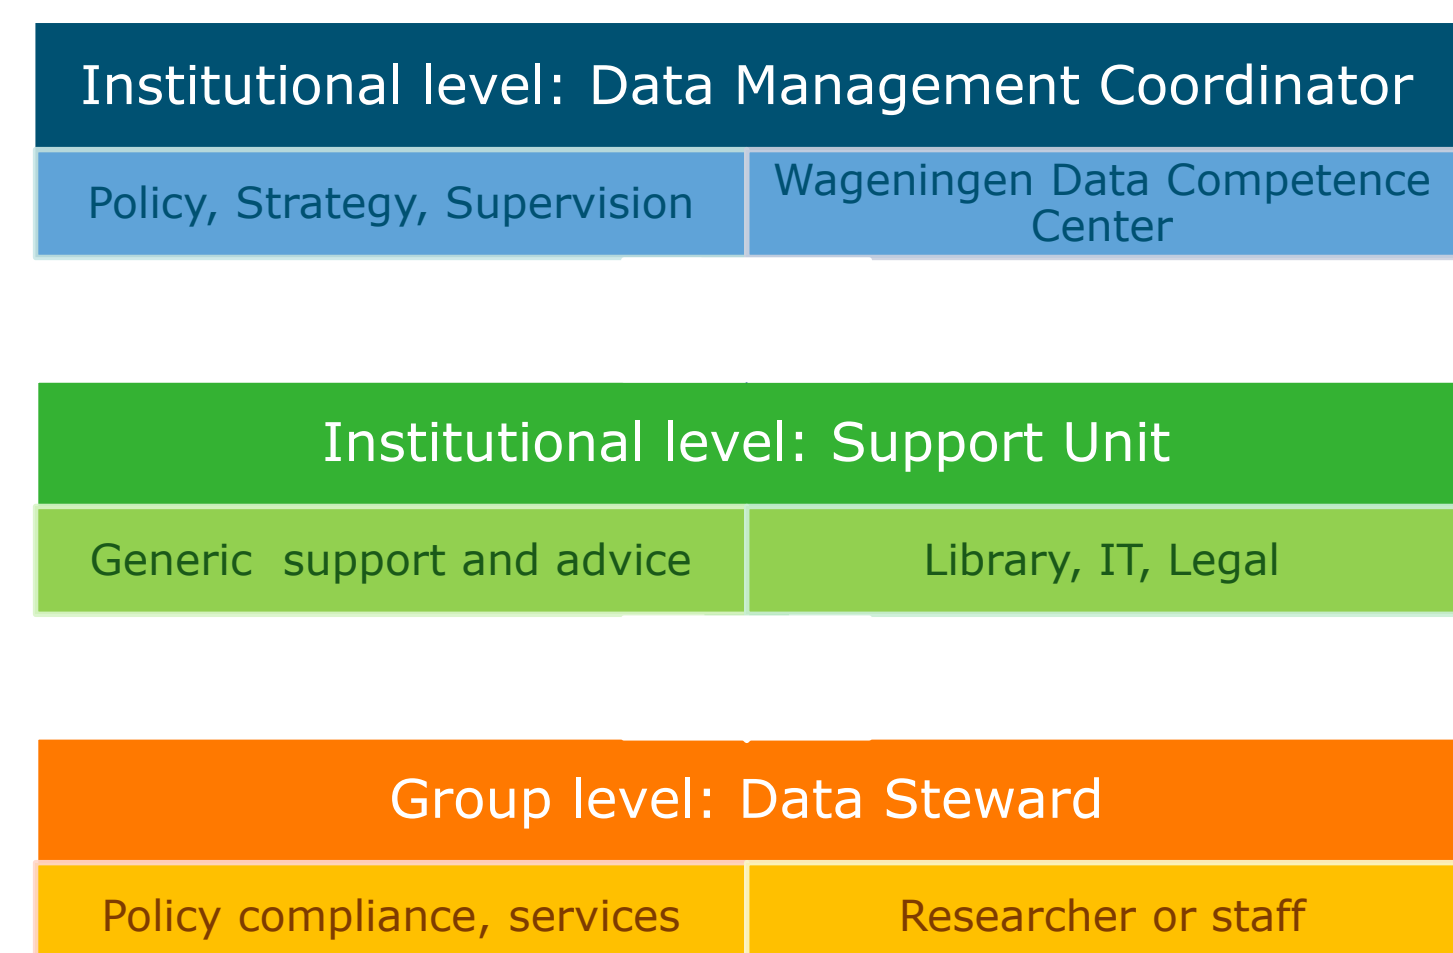 Institutional level: Data Management Coordinator
Policy, Strategy, Supervision
Wageningen Data Competence
Center
Institutional level: Support Unit
Generic  support and advice
Library, IT, Legal
Group level: Data Steward
Policy compliance, services
Researcher or staff